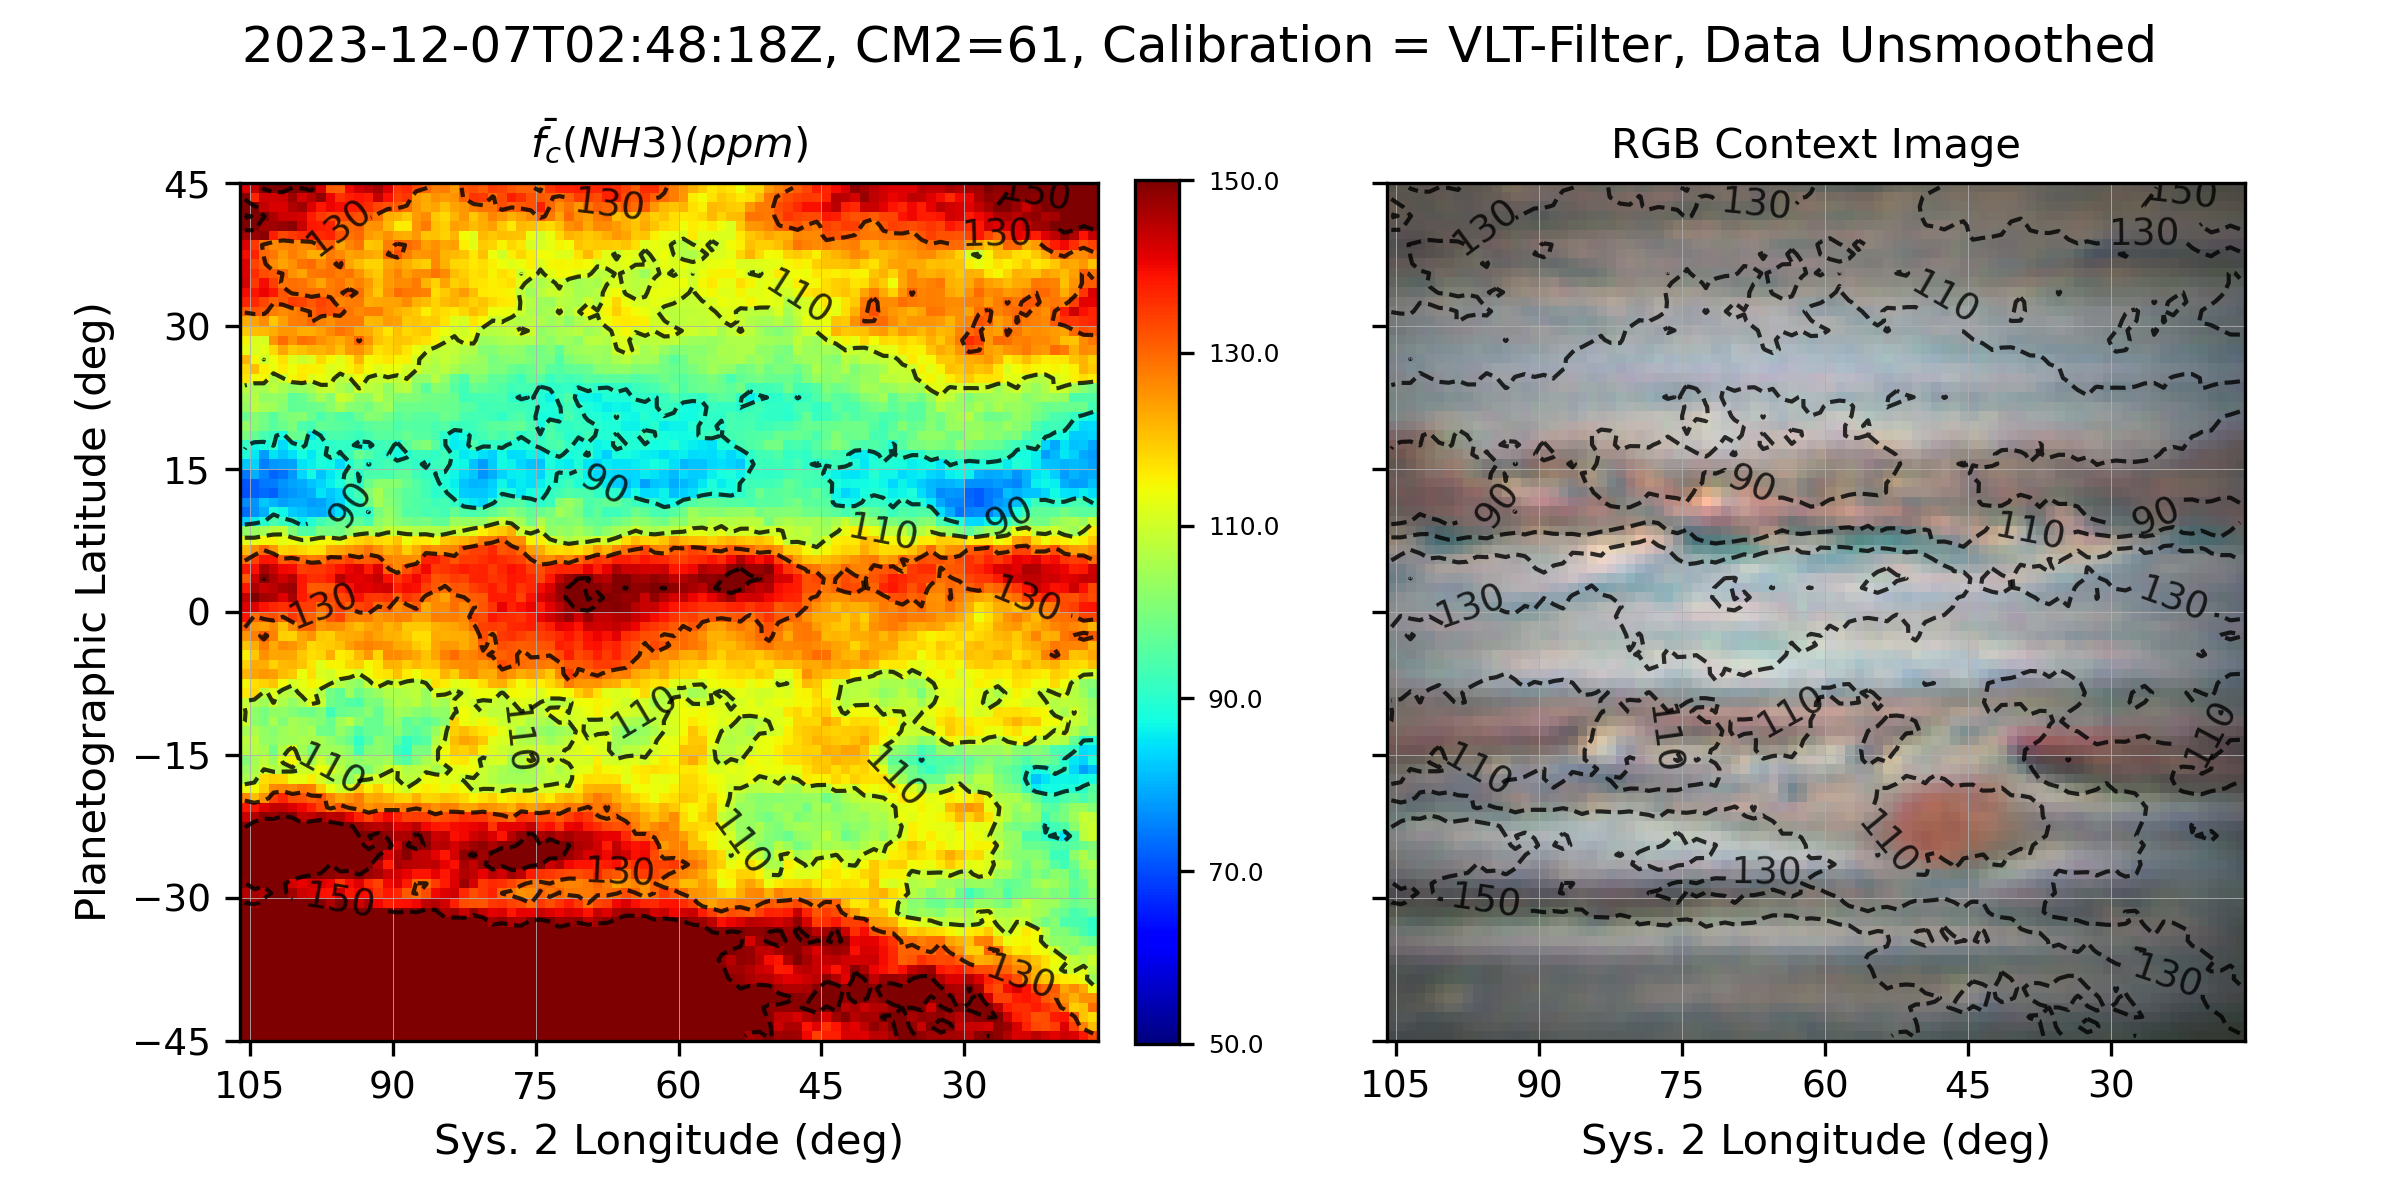 2023-12-07T02:48:18Z, CM2=61, Calibration = VLT-Filter, Data Unsmoothed
f̄c(NH3)(ppm)
RGB Context Image
Planetographic Latitude (deg)
45
30
15
0
−15
−30
−45
105 90 75 60 45 30
Sys. 2 Longitude (deg)
130 130 150
130
110
90 90 90
110
130 130
110 110
110 110
110
130
150
130
150.0
130.0
110.0
90.0
70.0
50.0
130 130 150
130
110
90 90 90
110
130 130
110 110 110
110
110
130
150
130
105 90 75 60 45 30
Sys. 2 Longitude (deg)